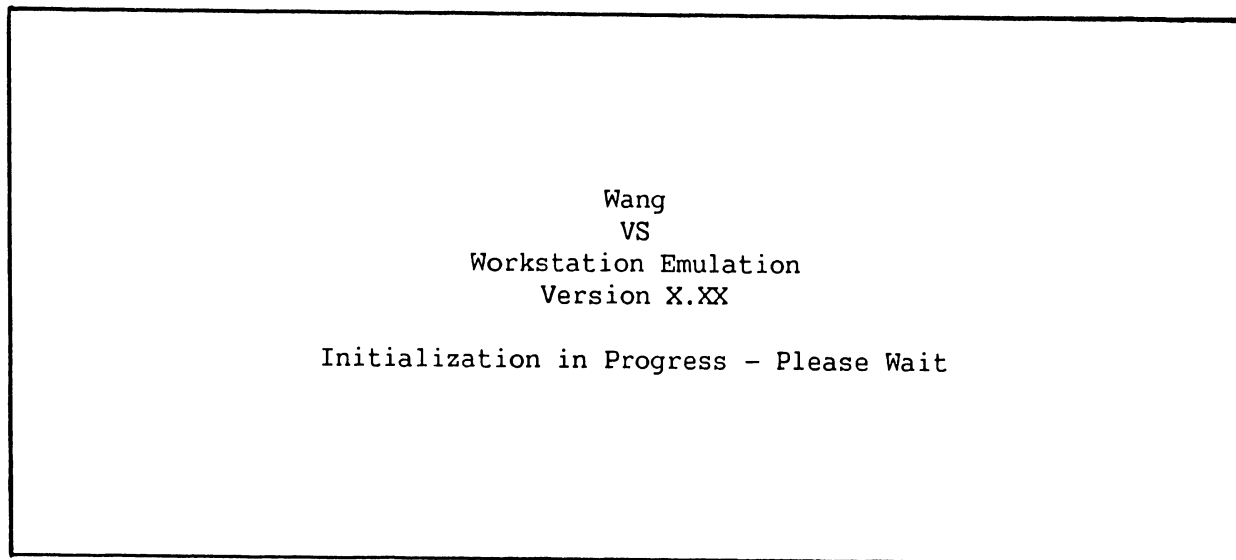 Wang
VS
Workstation Emulation
Version X.XX
Initialization in Progress – Please Wait